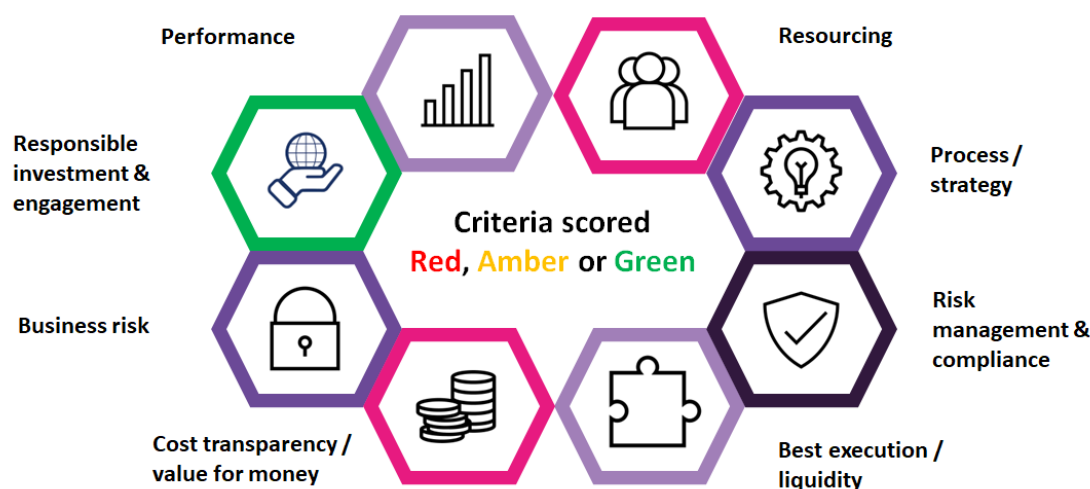 Performance
Resourcing
Responsible
investment &
engagement
Process /
strategy
Criteria scored
Red, Amber or Green
Business risk
Risk
management &
compliance
Cost transparency /
value for money
Best execution /
liquidity